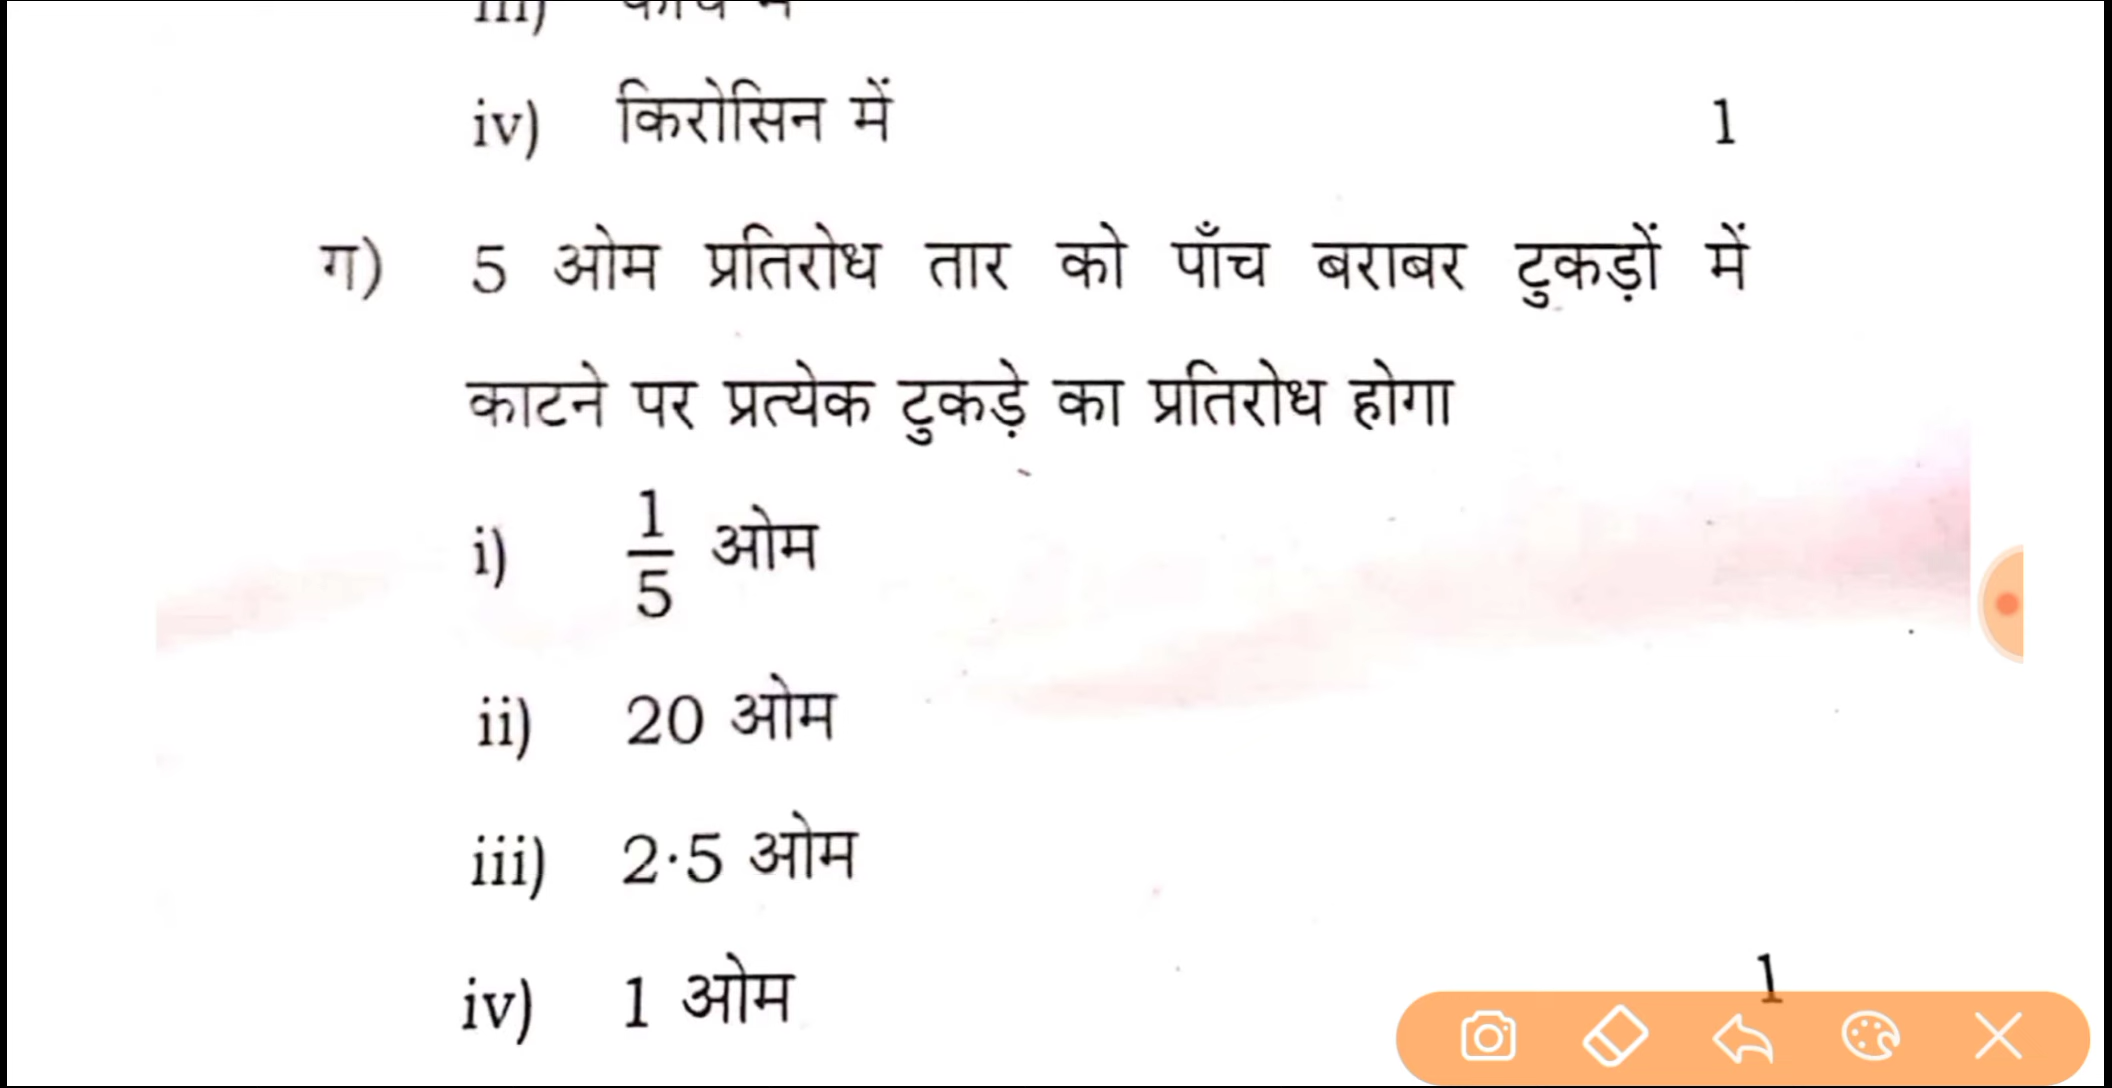 iv) किरोसिन में 1
ग) 5 ओम प्रतिरोध तार को पाँच बराबर टुकड़ों में
काटने पर प्रत्येक टुकड़े का प्रतिरोध होगा
i) 1/5 ओम
ii) 20 ओम
iii) 2·5 ओम
iv) 1 ओम 1